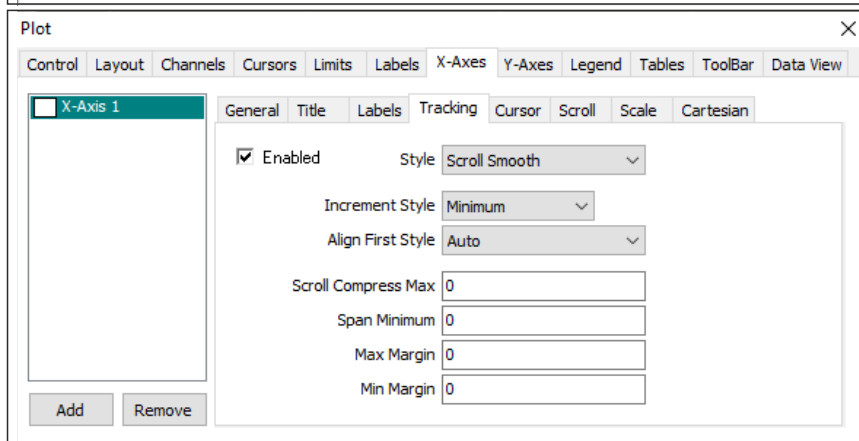 Plot
Control Layout Channels Cursors Limits Labels X-Axes Y-Axes Legend Tables ToolBar Data View
X-Axis 1
General Title Labels Tracking Cursor Scroll Scale Cartesian
Enabled Style Scroll Smooth
Increment Style Minimum
Align First Style Auto
Scroll Compress Max 0
Span Minimum 0
Max Margin 0
Min Margin 0
Add Remove